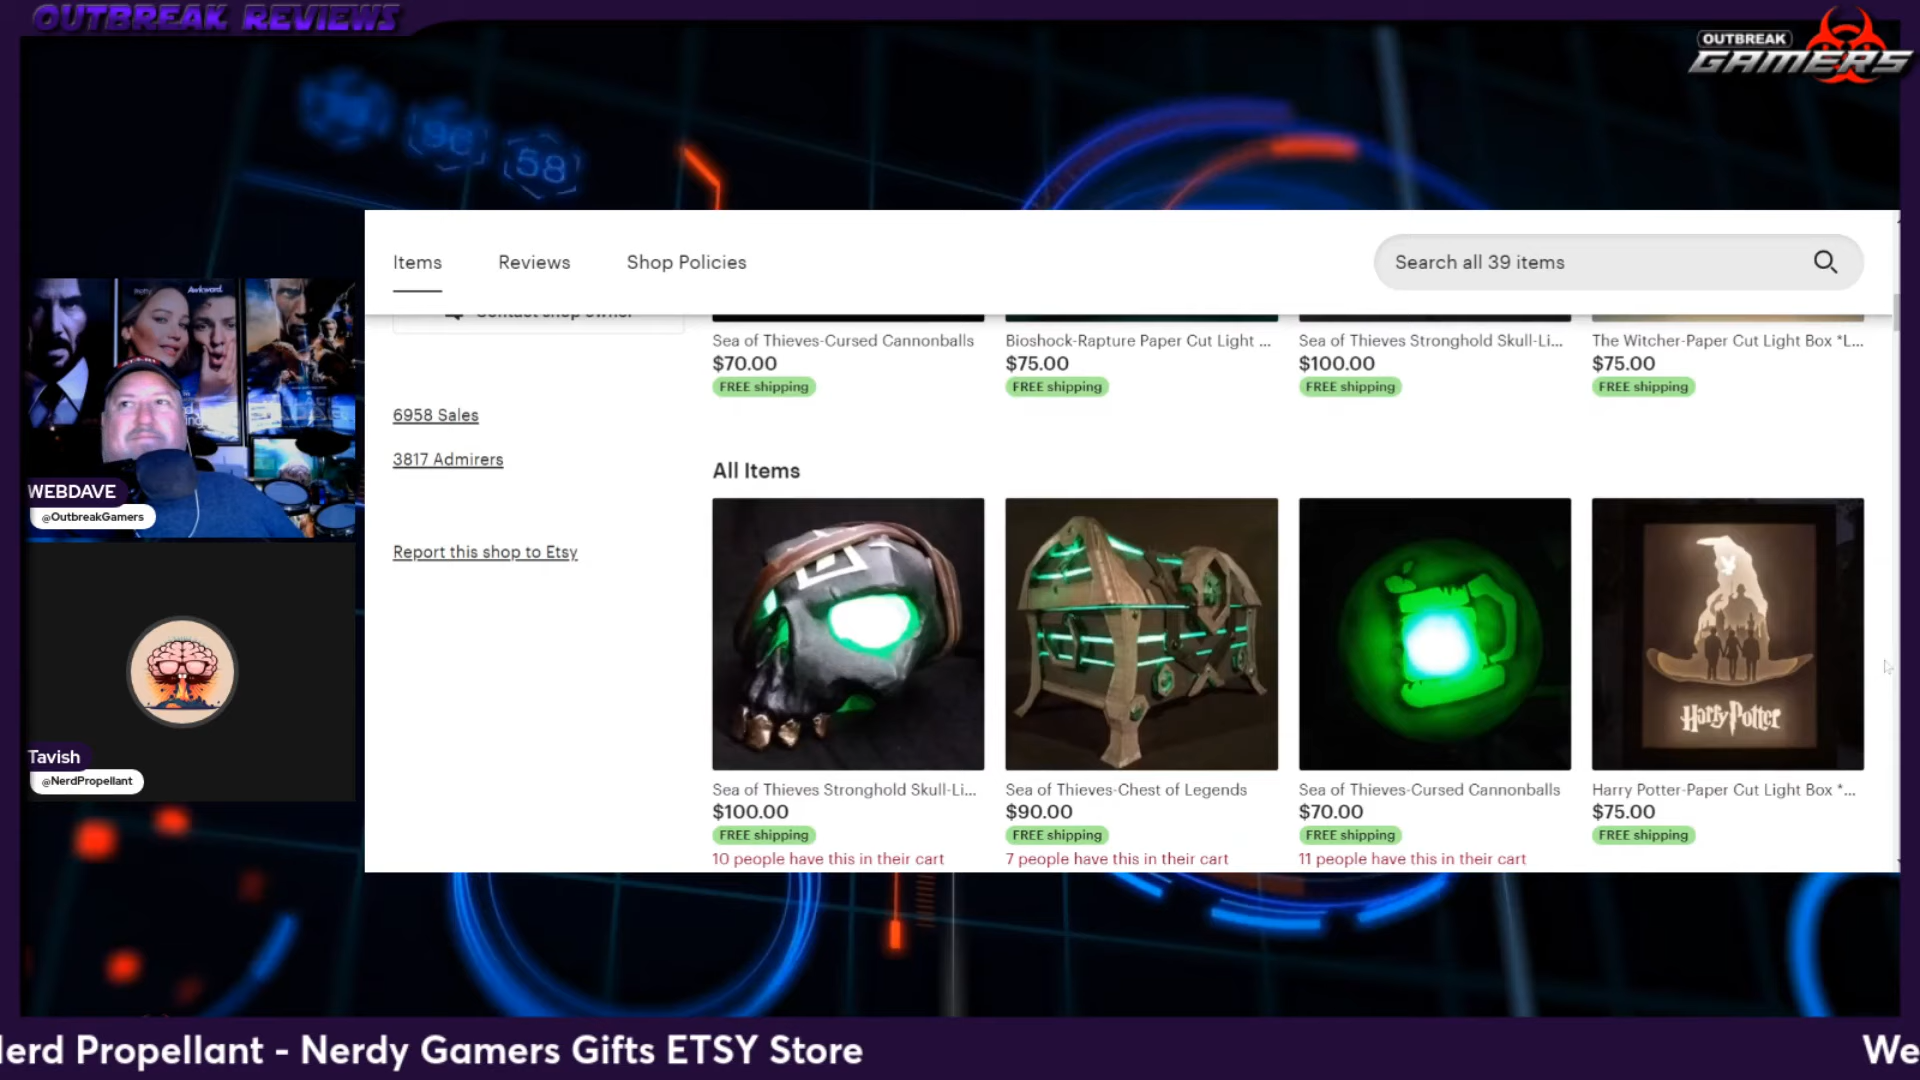 OUTBREAK REVIEWS
OUTBREAK
GAMERS
58
Items
Reviews
Shop Policies
Search all 39 items
Sea of Thieves-Cursed Cannonballs
$70.00
FREE shipping
Bioshock-Rapture Paper Cut Light ...
$75.00
FREE shipping
Sea of Thieves Stronghold Skull-Li...
$100.00
FREE shipping
The Witcher-Paper Cut Light Box *L...
$75.00
FREE shipping
Contact shop owner
6958 Sales
3817 Admirers
Report this shop to Etsy
All Items
Harry Potter
Sea of Thieves Stronghold Skull-Li...
$100.00
FREE shipping
10 people have this in their cart
Sea of Thieves-Chest of Legends
$90.00
FREE shipping
7 people have this in their cart
Sea of Thieves-Cursed Cannonballs
$70.00
FREE shipping
11 people have this in their cart
Harry Potter-Paper Cut Light Box *...
$75.00
FREE shipping
Awkward.
WEBDAVE
@OutbreakGamers
Tavish
@NerdPropellant
Nerd Propellant - Nerdy Gamers Gifts ETSY Store
We